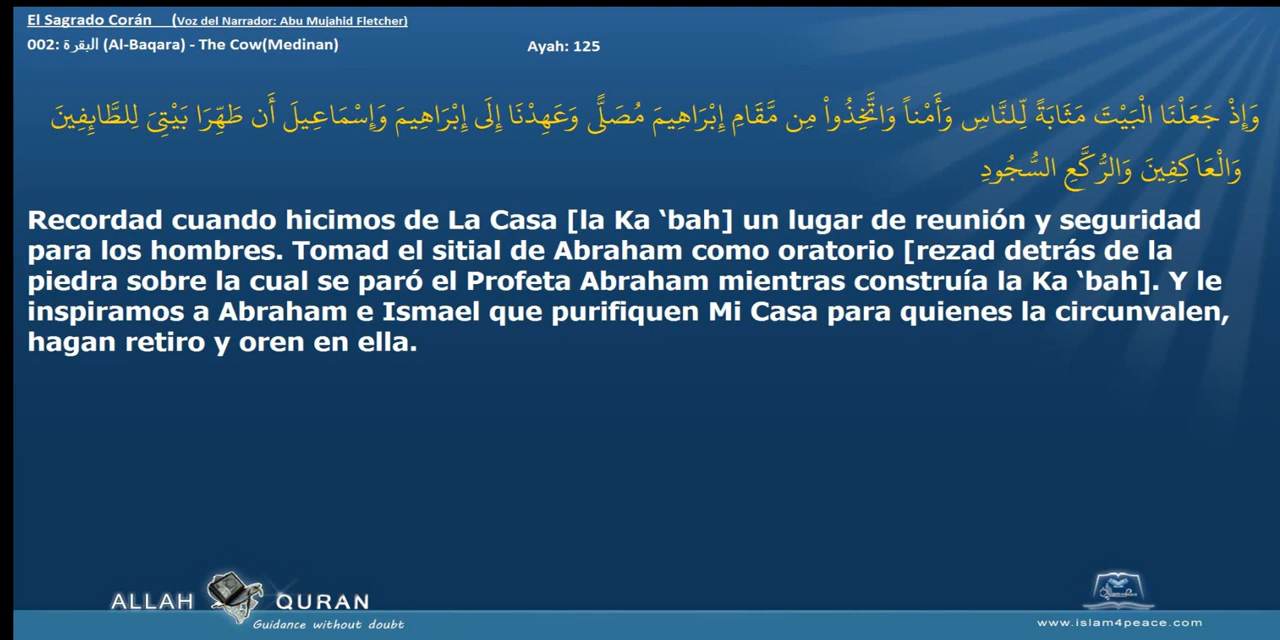 El Sagrado Corán (Voz del Narrador: Abu Mujahid Fletcher)
002: البقرة (Al-Baqara) - The Cow(Medinan) Ayah: 125
وَإِذْ جَعَلْنَا الْبَيْتَ مَثَابَةً لِّلنَّاسِ وَأَمْناً وَاتَّخِذُواْ مِن مَّقَامِ إِبْرَاهِيمَ مُصَلًّى وَعَهِدْنَا إِلَى إِبْرَاهِيمَ وَإِسْمَاعِيلَ أَن طَهِّرَا بَيْتِيَ لِلطَّائِفِينَ
وَالْعَاكِفِينَ وَالرُّكَّعِ السُّجُودِ
Recordad cuando hicimos de La Casa [la Ka ‘bah] un lugar de reunión y seguridad
para los hombres. Tomad el sitial de Abraham como oratorio [rezad detrás de la
piedra sobre la cual se paró el Profeta Abraham mientras construía la Ka ‘bah]. Y le
inspiramos a Abraham e Ismael que purifiquen Mi Casa para quienes la circunvalen,
hagan retiro y oren en ella.
ALLAH QURAN
Guidance without doubt
www.islam4peace.com